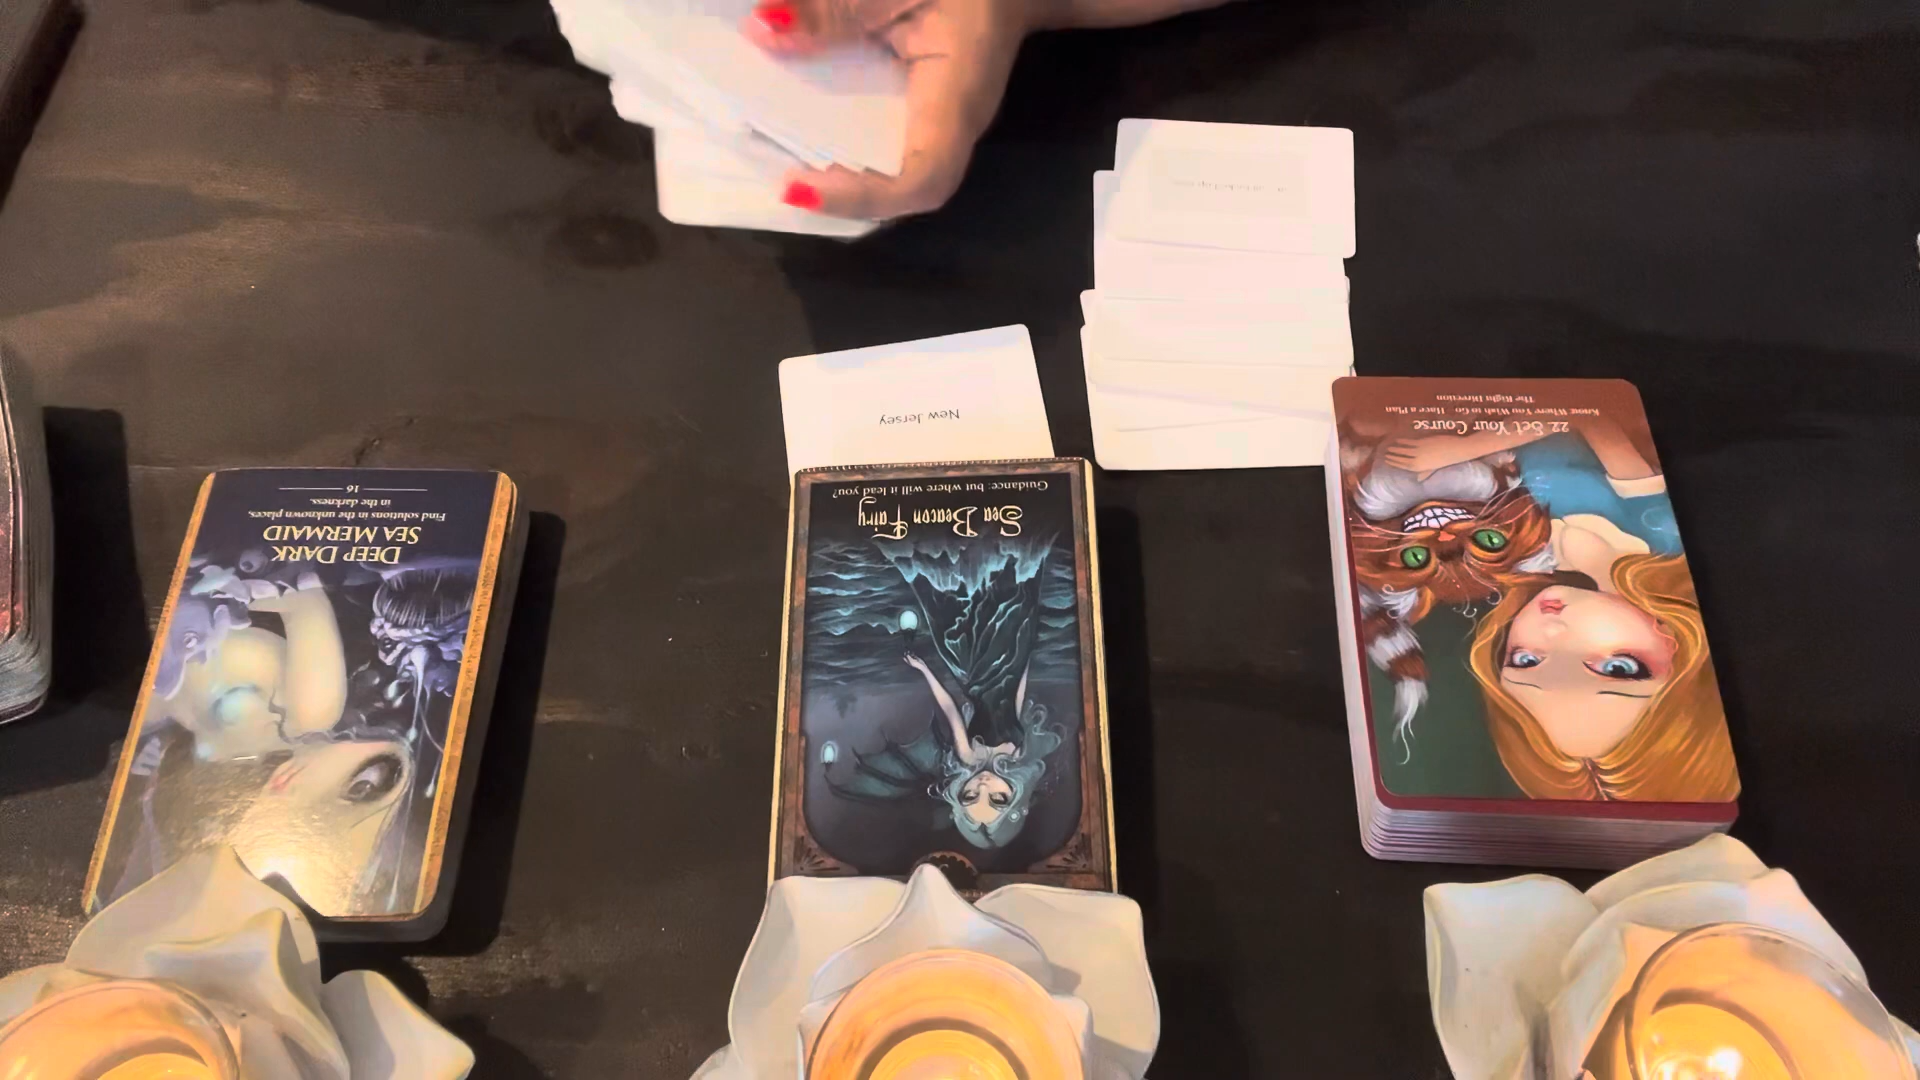 New Jersey
DEEP DARK
SEA MERMAID
Find solutions in the unknown places,
in the darkness.
16
Sea Beacon Fairy
Guidance: but where will it lead you?
22. Set Your Course
Know Where You Wish to Go · Have a Plan
The Right Direction